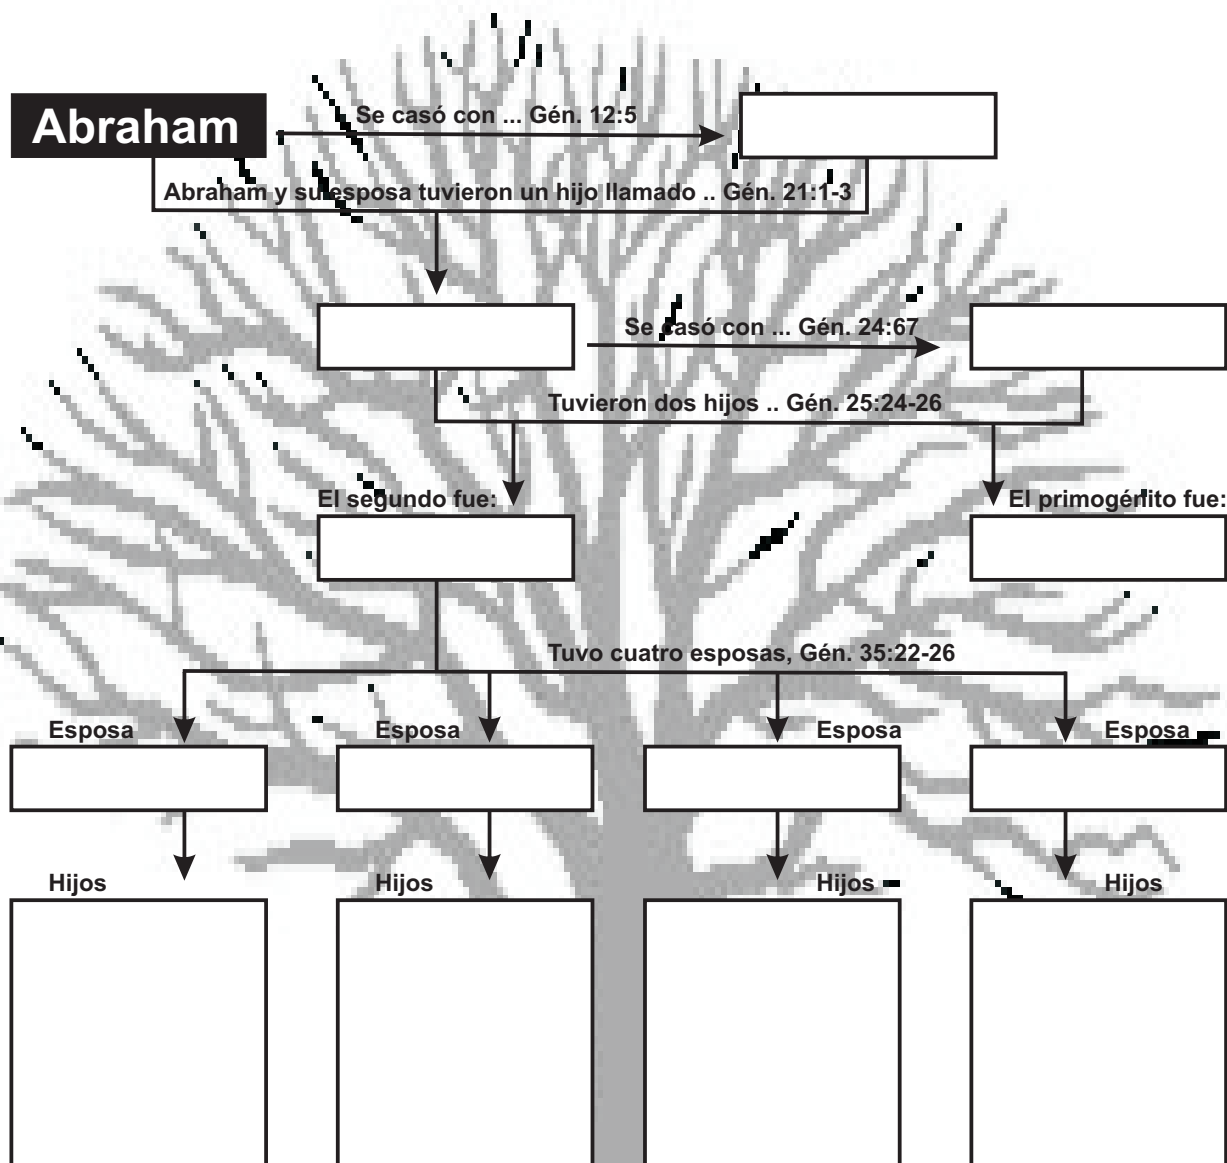 Abraham
Se casó con ... Gén. 12:5
Abraham y su esposa tuvieron un hijo llamado .. Gén. 21:1-3
Se casó con ... Gén. 24:67
Tuvieron dos hijos .. Gén. 25:24-26
El segundo fue:
El primogénito fue:
Tuvo cuatro esposas, Gén. 35:22-26
Esposa
Esposa
Esposa
Esposa
Hijos
Hijos
Hijos
Hijos